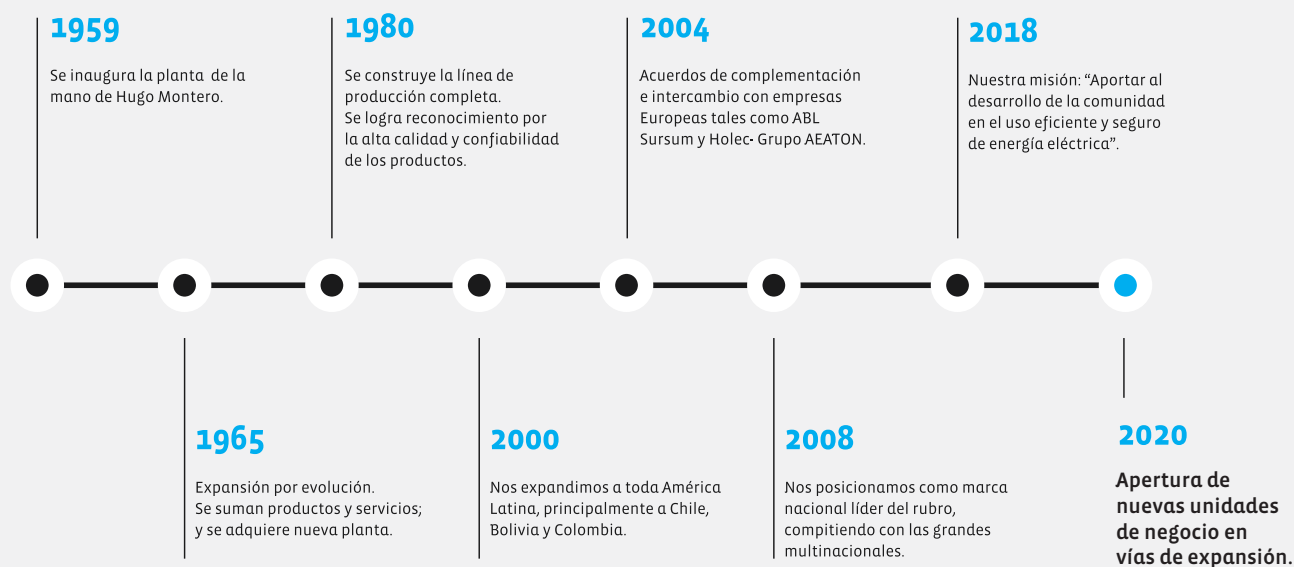 1959
Se inaugura la planta de la
mano de Hugo Montero.
1980
Se construye la línea de
producción completa.
Se logra reconocimiento por
la alta calidad y confiabilidad
de los productos.
2004
Acuerdos de complementación
e intercambio con empresas
Europeas tales como ABL
Sursum y Holec- Grupo AEATON.
2018
Nuestra misión: “Aportar al
desarrollo de la comunidad
en el uso eficiente y seguro
de energía eléctrica”.
1965
Expansión por evolución.
Se suman productos y servicios;
y se adquiere nueva planta.
2000
Nos expandimos a toda América
Latina, principalmente a Chile,
Bolivia y Colombia.
2008
Nos posicionamos como marca
nacional líder del rubro,
compitiendo con las grandes
multinacionales.
2020
Apertura de
nuevas unidades
de negocio en
vías de expansión.